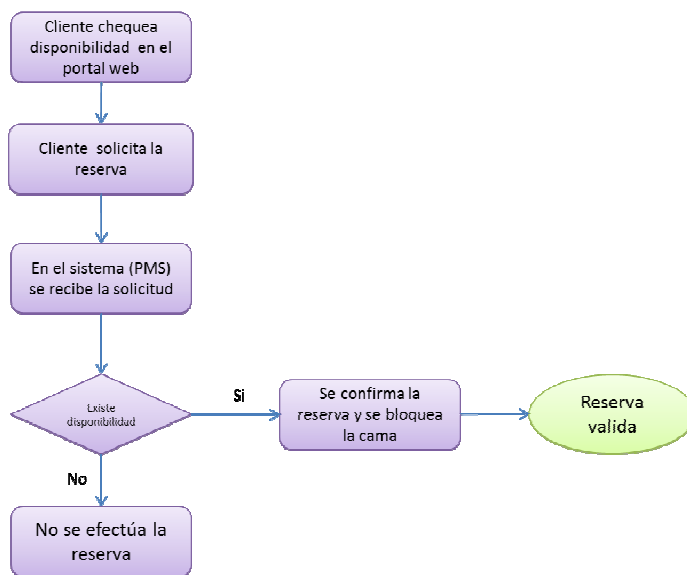 Cliente chequea
disponibilidad en el
portal web
Cliente solicita la
reserva
En el sistema (PMS)
se recibe la solicitud
Existe
disponibilidad
Si
Se confirma la
reserva y se bloquea
la cama
Reserva
valida
No
No se efectúa la
reserva